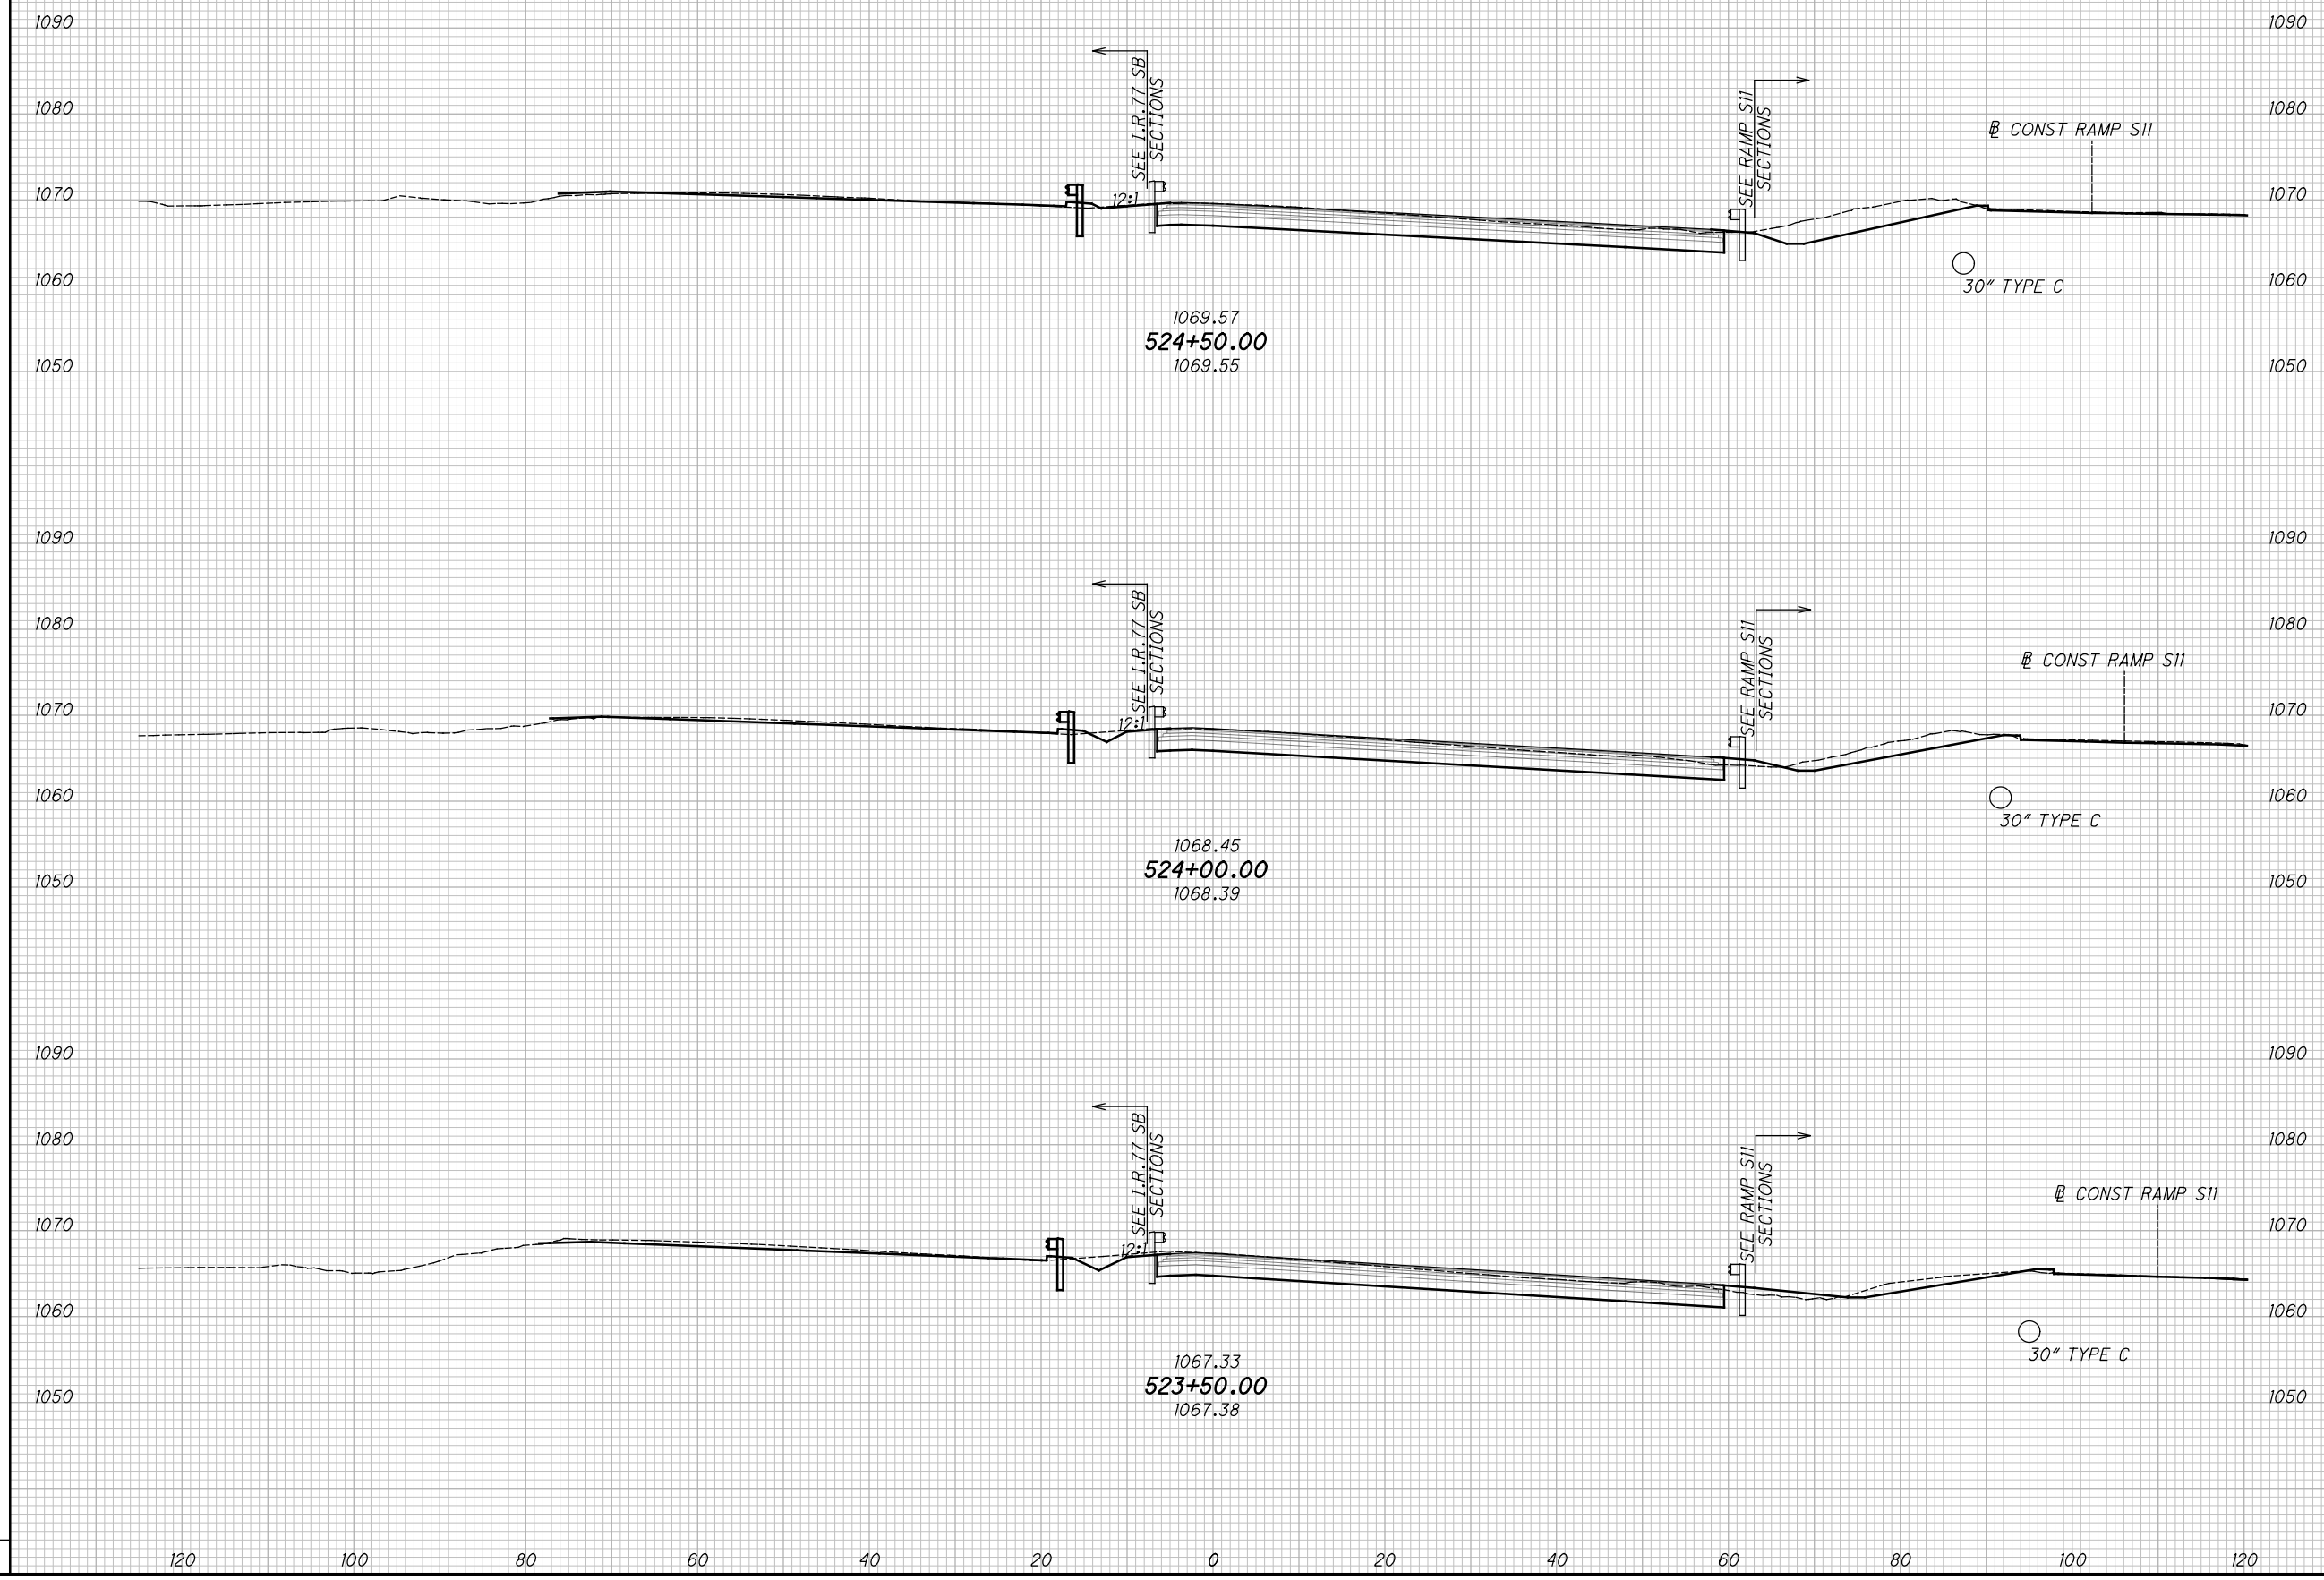 1090 1090
SEE I.R.77 SB
SECTIONS
SEE RAMP S11
SECTIONS
1080 1080
℄ CONST RAMP S11
1070 12:1 1070
1060 1060
30" TYPE C
1069.57
524+50.00
1050 1069.55 1050
1090 1090
SEE I.R.77 SB
SECTIONS
SEE RAMP S11
SECTIONS
1080 1080
℄ CONST RAMP S11
1070 12:1 1070
1060 1060
30" TYPE C
1068.45
524+00.00
1050 1068.39 1050
1090 1090
SEE I.R.77 SB
SECTIONS
SEE RAMP S11
SECTIONS
1080 1080
℄ CONST RAMP S11
1070 12:1 1070
1060 1060
30" TYPE C
1067.33
523+50.00
1050 1067.38 1050
120 100 80 60 40 20 0 20 40 60 80 100 120